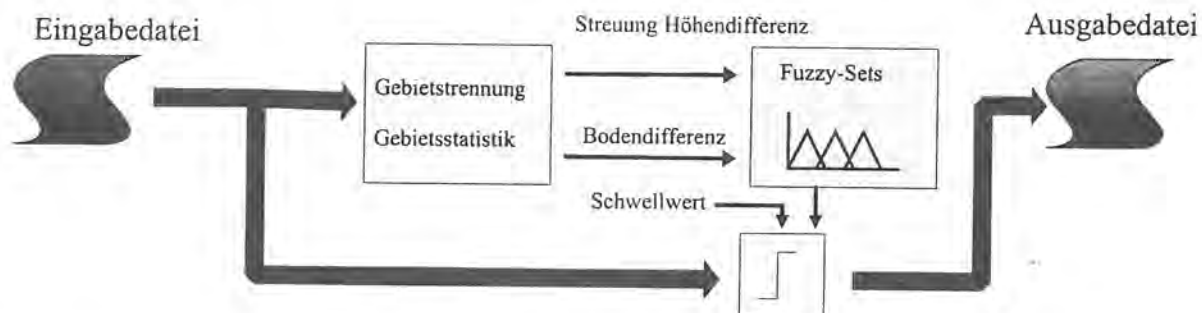 Eingabedatei
Streuung Höhendifferenz
Ausgabedatei
Gebietstrennung
Fuzzy-Sets
Gebietsstatistik
Bodendifferenz
Schwellwert